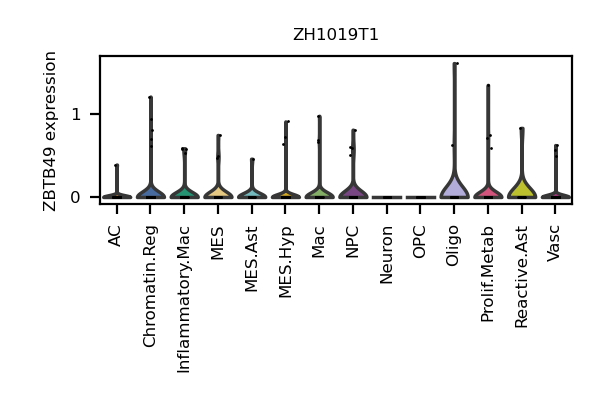 ZH1019T1
ZBTB49 expression
1
0
AC
Chromatin.Reg
Inflammatory.Mac
MES
MES.Ast
MES.Hyp
Mac
NPC
Neuron
OPC
Oligo
Prolif.Metab
Reactive.Ast
Vasc